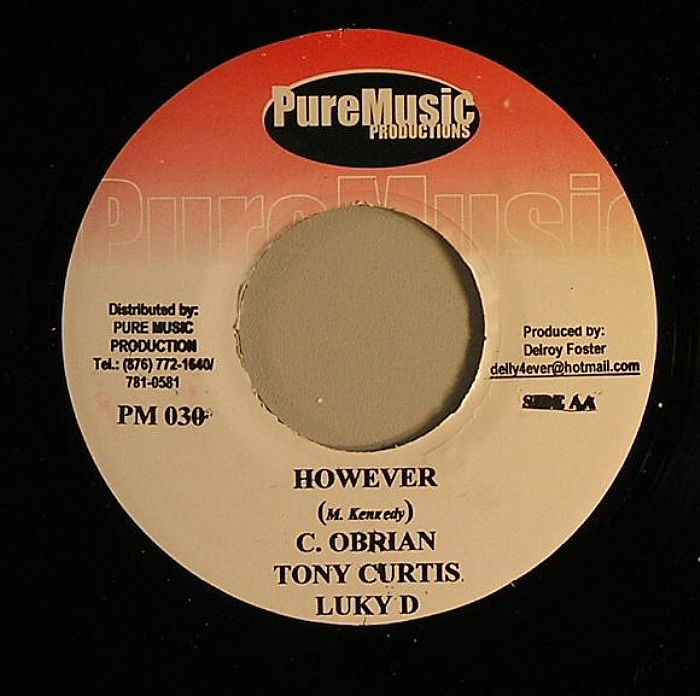 PureMusic
PRODUCTIONS
PureMusic
Distributed by:
PURE MUSIC
PRODUCTION
Tel.: (876) 772-1640/
781-0581
PM 030
Produced by:
Delroy Foster
delly4ever@hotmail.com
SIDE AA
HOWEVER
(M. Kennedy)
C. OBRIAN
TONY CURTIS
LUKY D